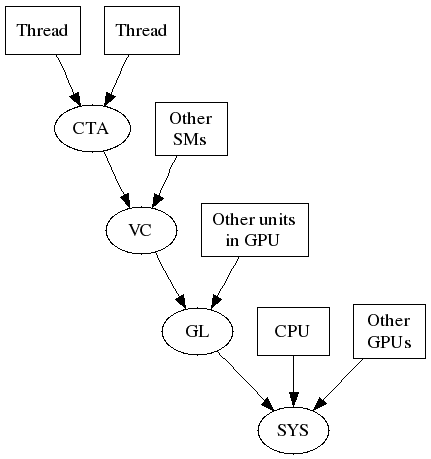 Thread
Thread
CTA
Other
SMs
VC
Other units
in GPU
GL
CPU
Other
GPUs
SYS